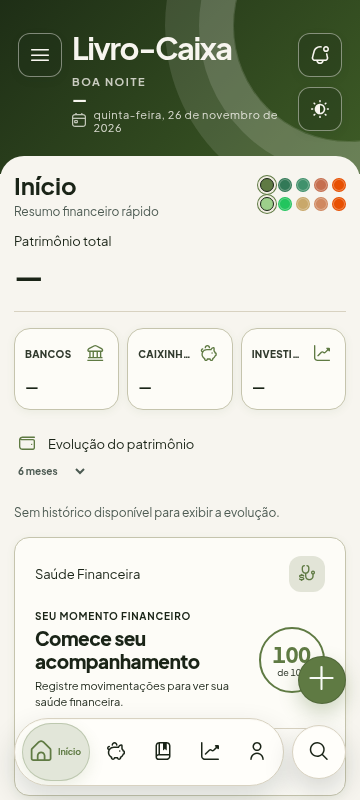 Livro-Caixa
BOA NOITE
—
quinta-feira, 26 de novembro de
2026
Início
Resumo financeiro rápido
Patrimônio total
—
BANCOS
—
CAIXINH...
—
INVESTI...
—
Evolução do patrimônio
6 meses
Sem histórico disponível para exibir a evolução.
Saúde Financeira
SEU MOMENTO FINANCEIRO
Comece seu
acompanhamento
Registre movimentações para ver sua
saúde financeira.
100
de
Início